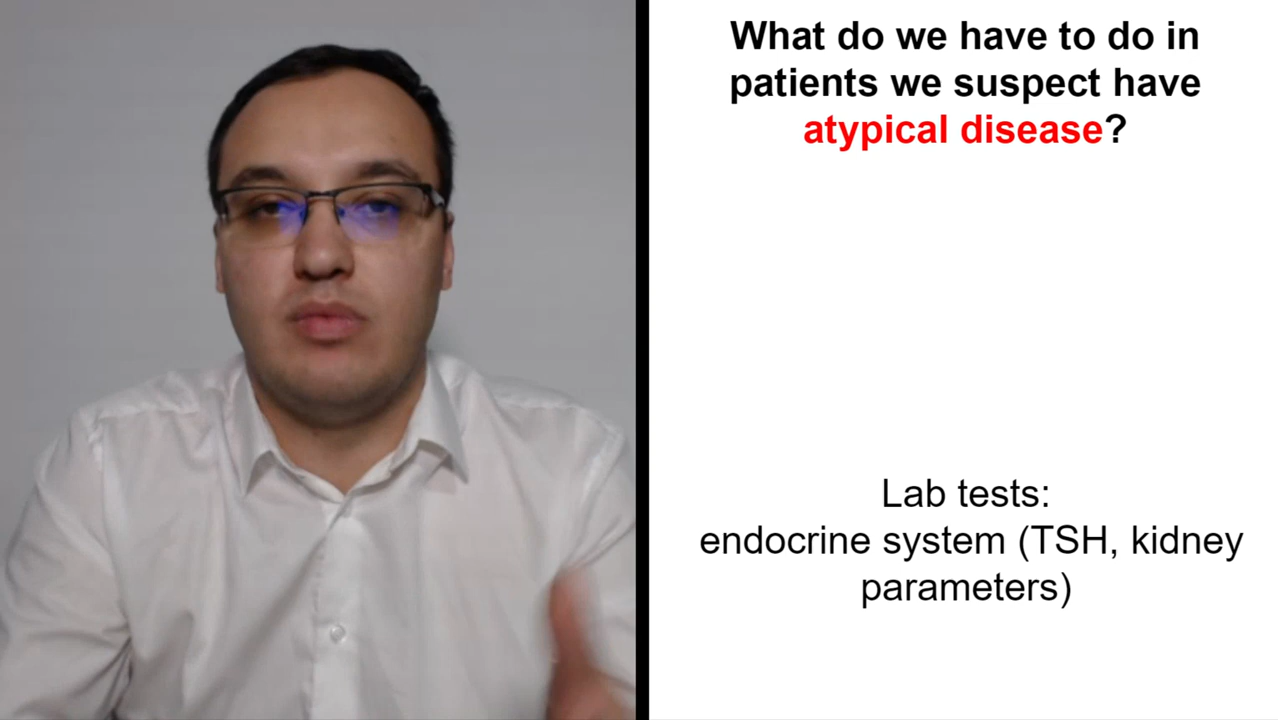 What do we have to do in
patients we suspect have
atypical disease?
Lab tests:
endocrine system (TSH, kidney
parameters)